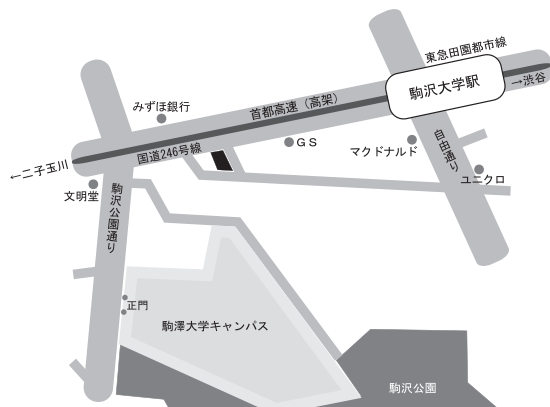 東急田園都市線
駒沢大学駅
→渋谷
みずほ銀行
首都高速（高架）
GS
マクドナルド
自由通り
ユニクロ
国道246号線
←二子玉川
文明堂
駒沢公園通り
正門
駒澤大学キャンパス
駒沢公園